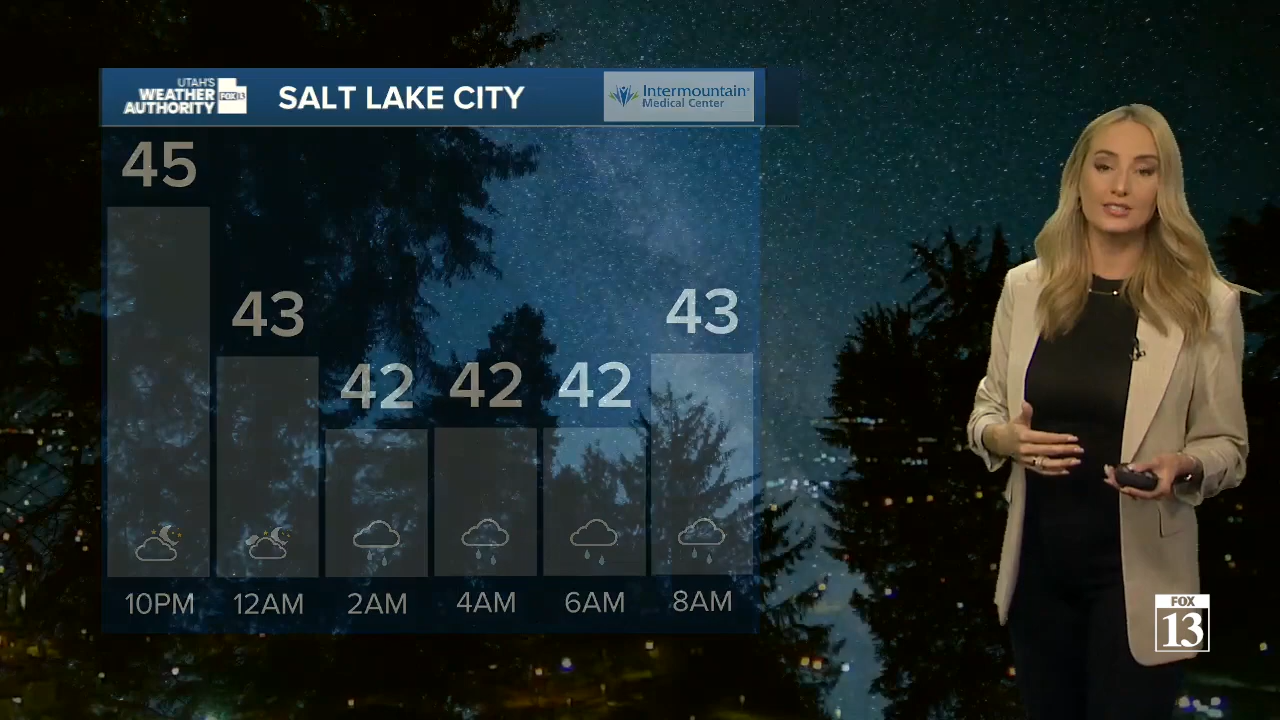 UTAH'S
WEATHER
AUTHORITY
FOX 13
SALT LAKE CITY
Intermountain®
Medical Center
45
43
42
42
42
43
10PM
12AM
2AM
4AM
6AM
8AM
FOX
13